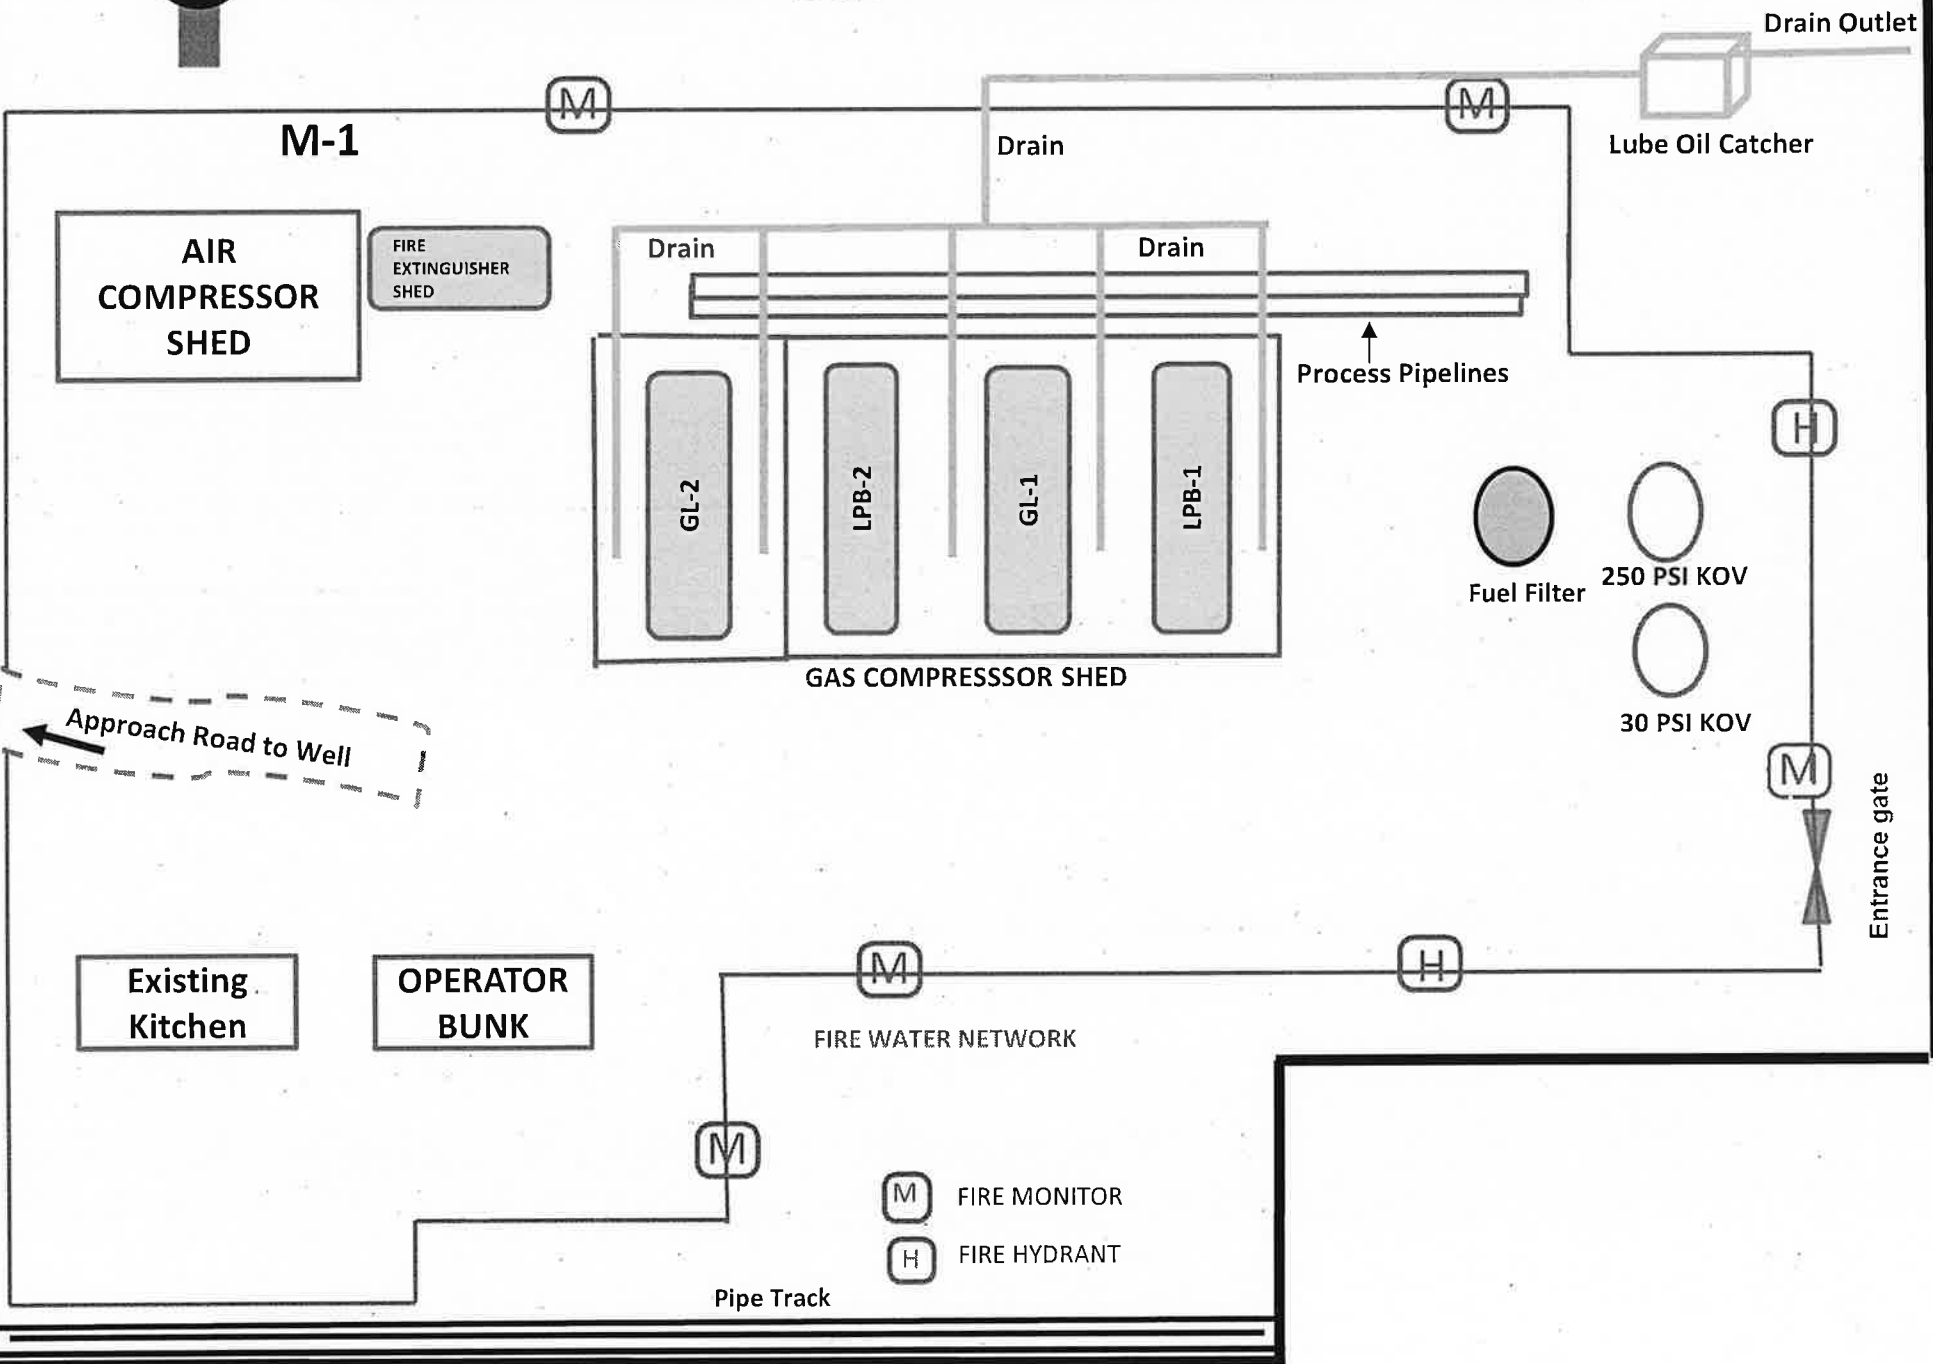 Drain Outlet
M
M
M-1
Drain
Lube Oil Catcher
AIR
COMPRESSOR
SHED
FIRE
EXTINGUISHER
SHED
Drain
Drain
Process Pipelines
H
GL-2
LPB-2
GL-1
LPB-1
Fuel Filter
250 PSI KOV
GAS COMPRESSSOR SHED
30 PSI KOV
Approach Road to Well
M
Entrance gate
Existing
Kitchen
OPERATOR
BUNK
M
H
FIRE WATER NETWORK
M
M FIRE MONITOR
H FIRE HYDRANT
Pipe Track